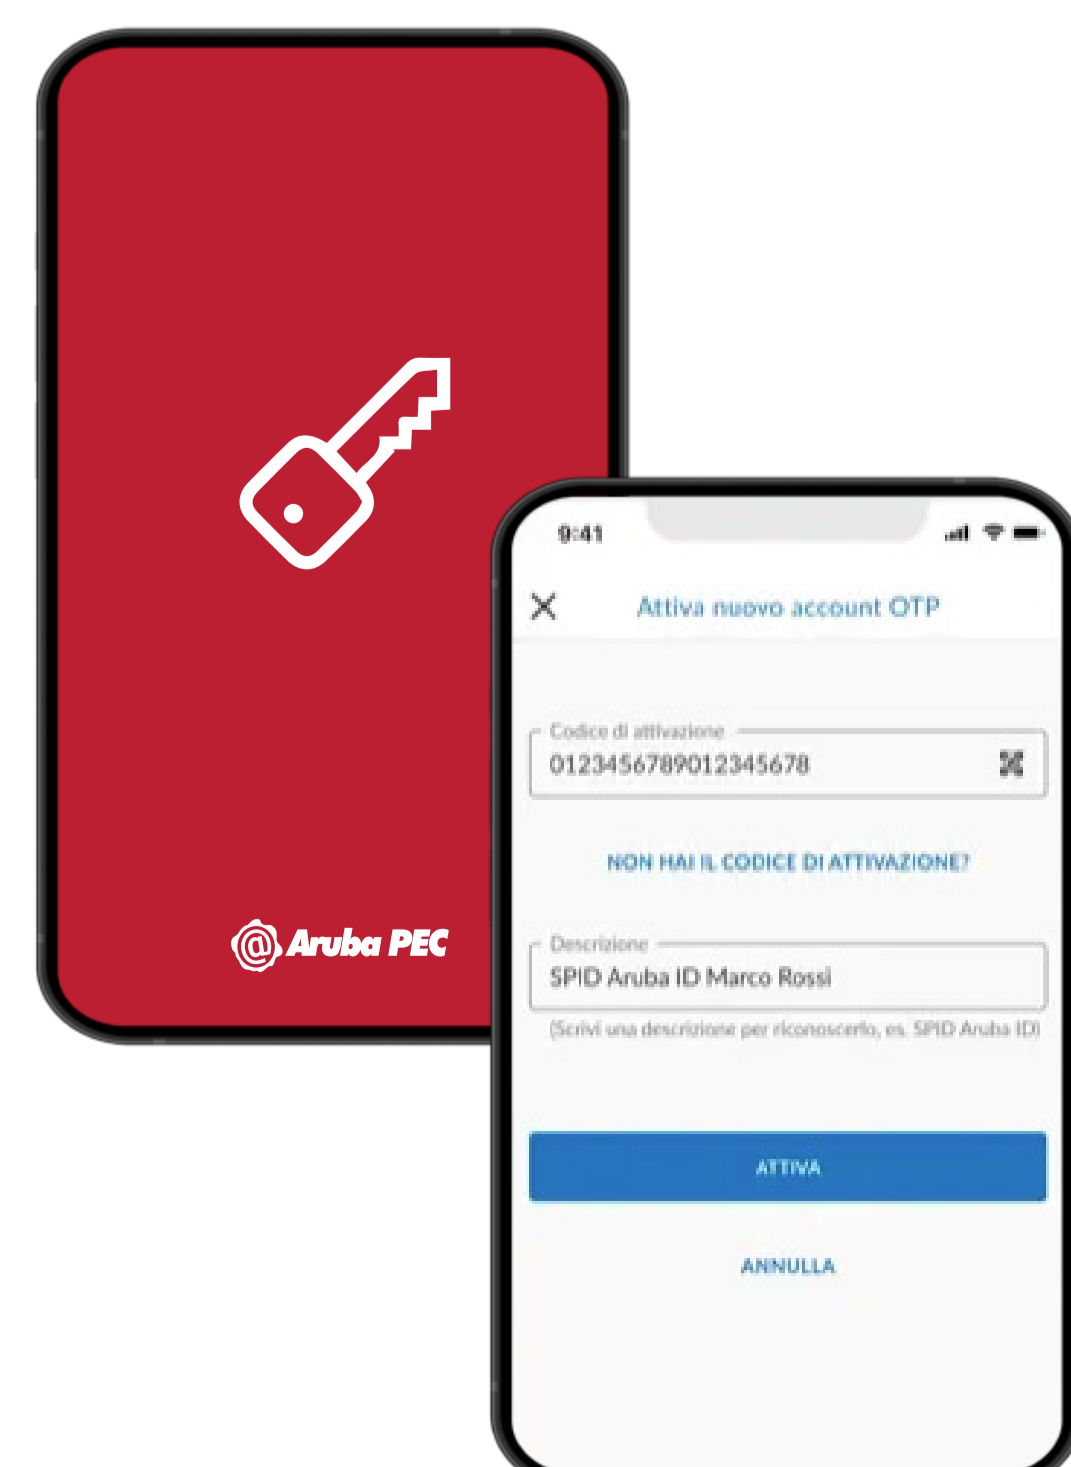 @ Aruba PEC
9:41
Attiva nuovo account OTP
Codice di attivazione
0123456789012345678
NON HAI IL CODICE DI ATTIVAZIONE?
Descrizione
SPID Aruba ID Marco Rossi
(Scrivi una descrizione per riconoscerlo, es. SPID Aruba ID)
ATTIVA
ANNULLA